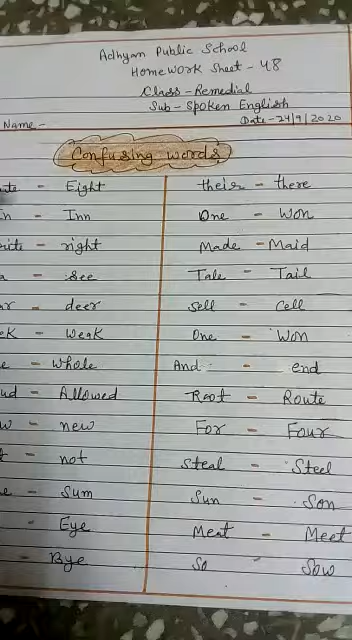 Adhyan Public School
Homework Sheet - 48
Class - Remedial
Sub - Spoken English
Name - Date - 24/9/2020
Confusing words
- Eight
- Inn
- right
- see
- deer
- Weak
- whole
- Allowed
- new
- not
- Sum
- Eye
- Bye
their - there
One - Won
Made - Maid
Tale - Tail
Sell - Cell
One - Won
And - end
Root - Route
For - Four
Steal - Steel
Sun - Son
Meat - Meet
So - Sow